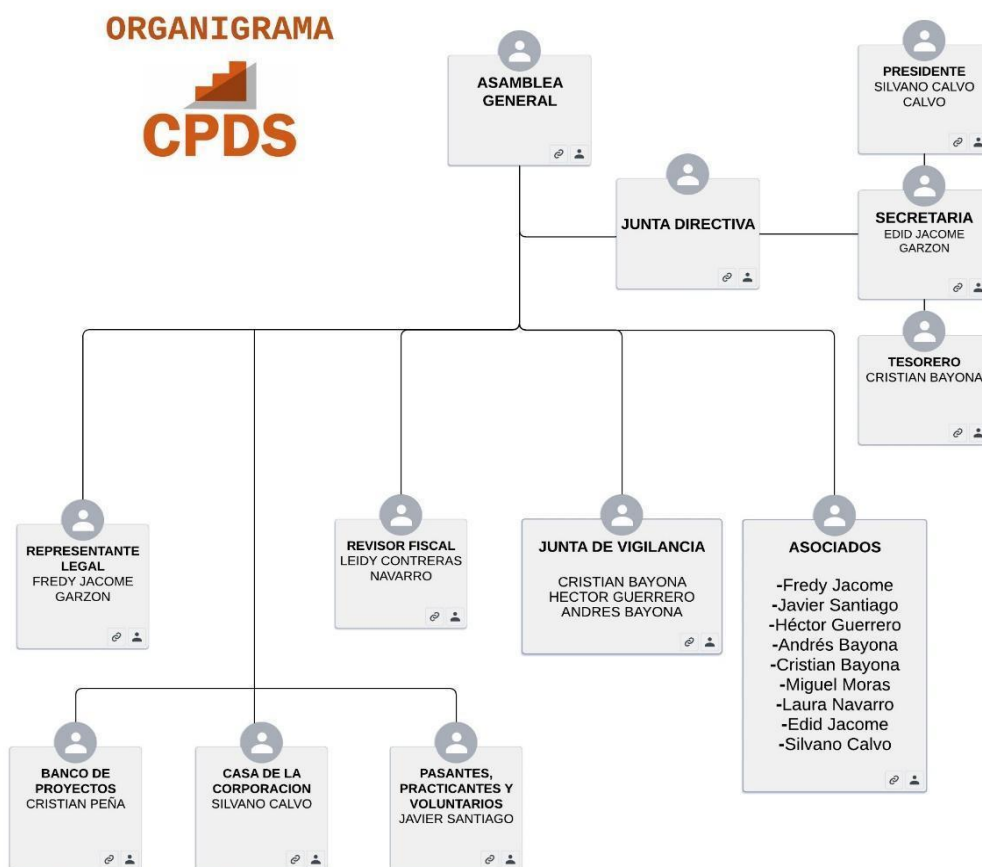 ORGANIGRAMA
CPDS
ASAMBLEA
GENERAL
PRESIDENTE
SILVANO CALVO
CALVO
JUNTA DIRECTIVA
SECRETARIA
EDID JACOME
GARZON
TESORERO
CRISTIAN BAYONA
REPRESENTANTE
LEGAL
FREDY JACOME
GARZON
REVISOR FISCAL
LEIDY CONTRERAS
NAVARRO
JUNTA DE VIGILANCIA
CRISTIAN BAYONA
HECTOR GUERRERO
ANDRES BAYONA
ASOCIADOS
-Fredy Jacome
-Javier Santiago
-Héctor Guerrero
-Andrés Bayona
-Cristian Bayona
-Miguel Moras
-Laura Navarro
-Edid Jacome
-Silvano Calvo
BANCO DE
PROYECTOS
CRISTIAN PEÑA
CASA DE LA
CORPORACION
SILVANO CALVO
PASANTES,
PRACTICANTES Y
VOLUNTARIOS
JAVIER SANTIAGO